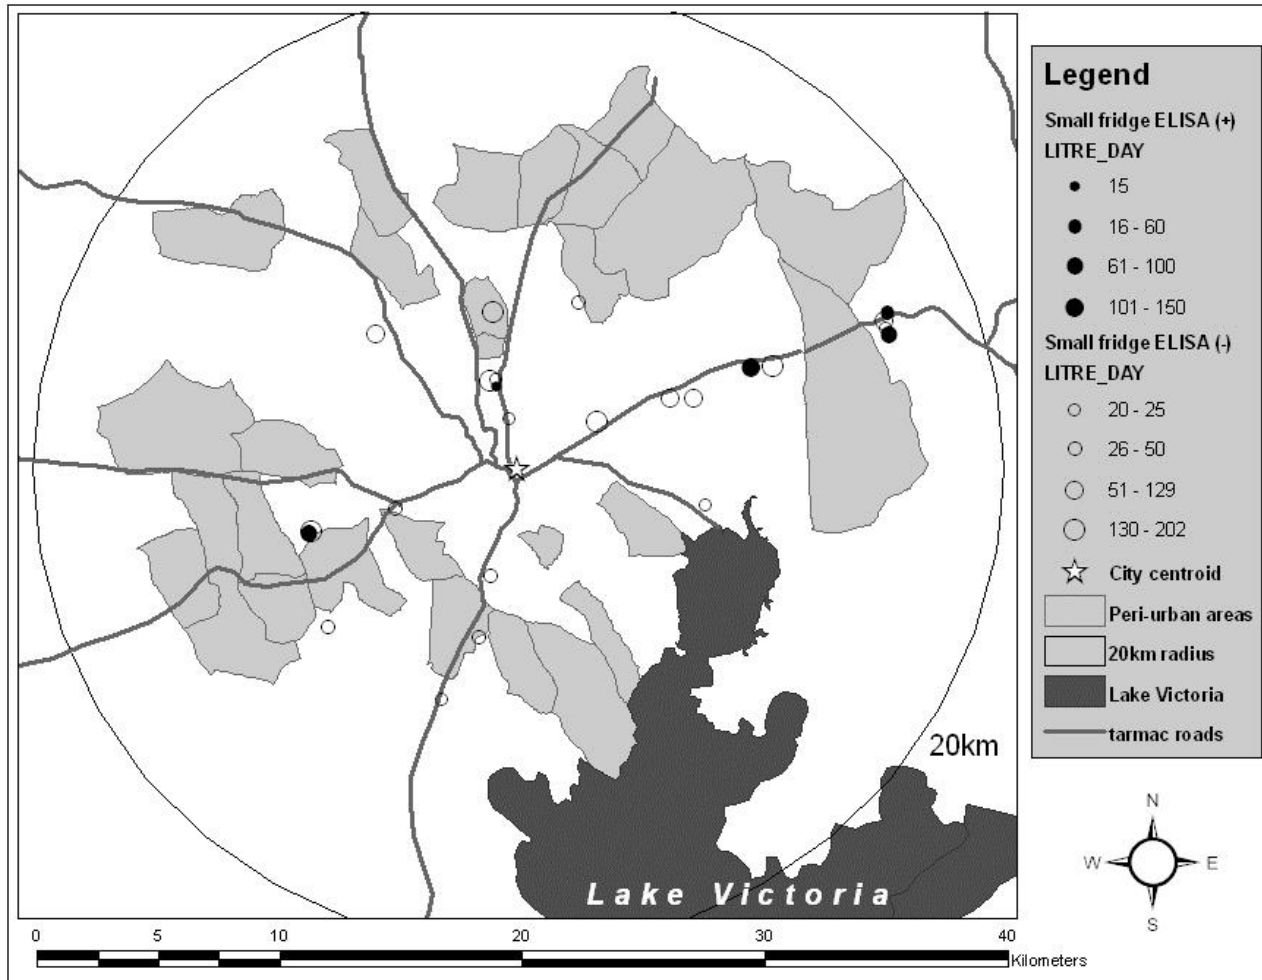 Legend
Small fridge ELISA (+)
LITRE_DAY
15
16 - 60
61 - 100
101 - 150
Small fridge ELISA (-)
LITRE_DAY
20 - 25
26 - 50
51 - 129
130 - 202
City centroid
Peri-urban areas
20km radius
Lake Victoria
tarmac roads
20km
N
W E
S
Lake Victoria
0 5 10 20 30 40
Kilometers